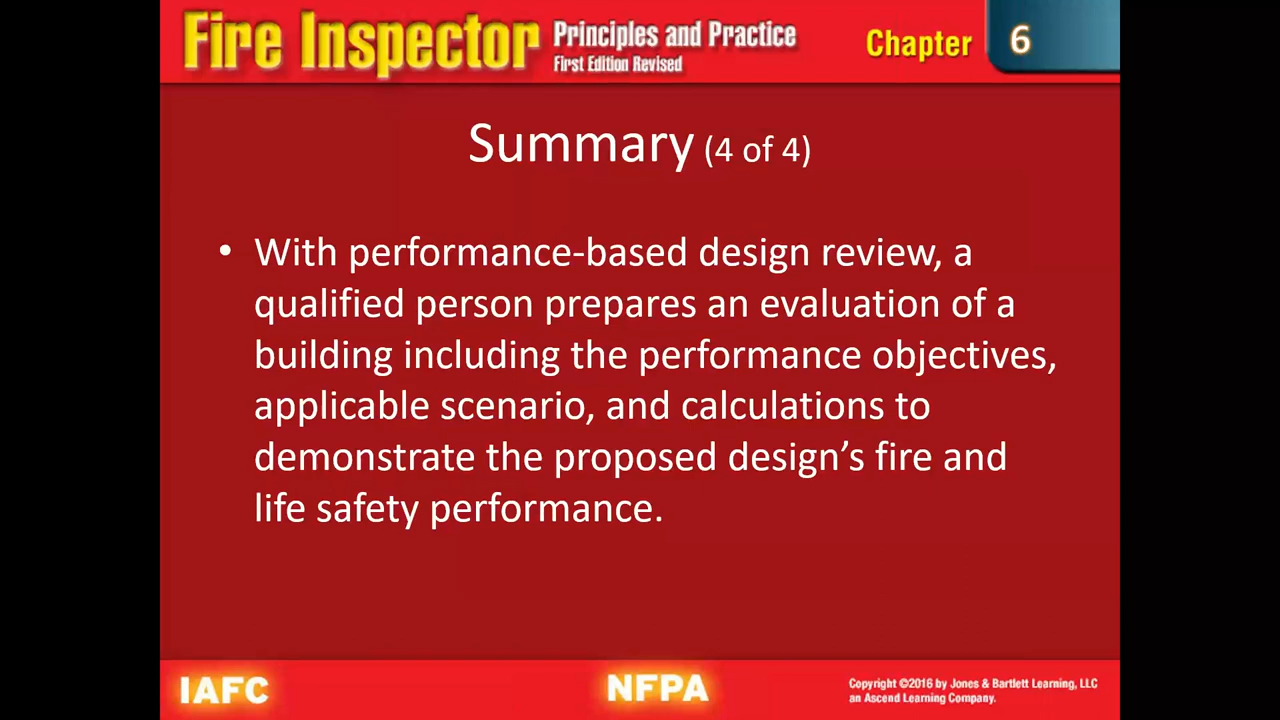 Fire Inspector
Principles and Practice
First Edition Revised
Chapter 6
Summary (4 of 4)
• With performance-based design review, a
qualified person prepares an evaluation of a
building including the performance objectives,
applicable scenario, and calculations to
demonstrate the proposed design’s fire and
life safety performance.
IAFC
NFPA
Copyright ©2016 by Jones & Bartlett Learning, LLC
an Ascend Learning Company.